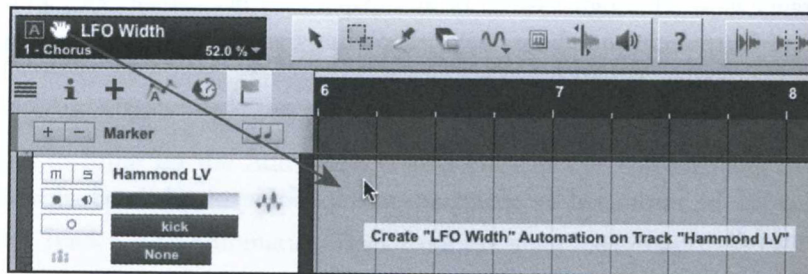 A LFO Width
1 - Chorus 52.0 %
?
i + A
6 7 8
+ - Marker
m s Hammond LV
kick
None
Create "LFO Width" Automation on Track "Hammond LV"